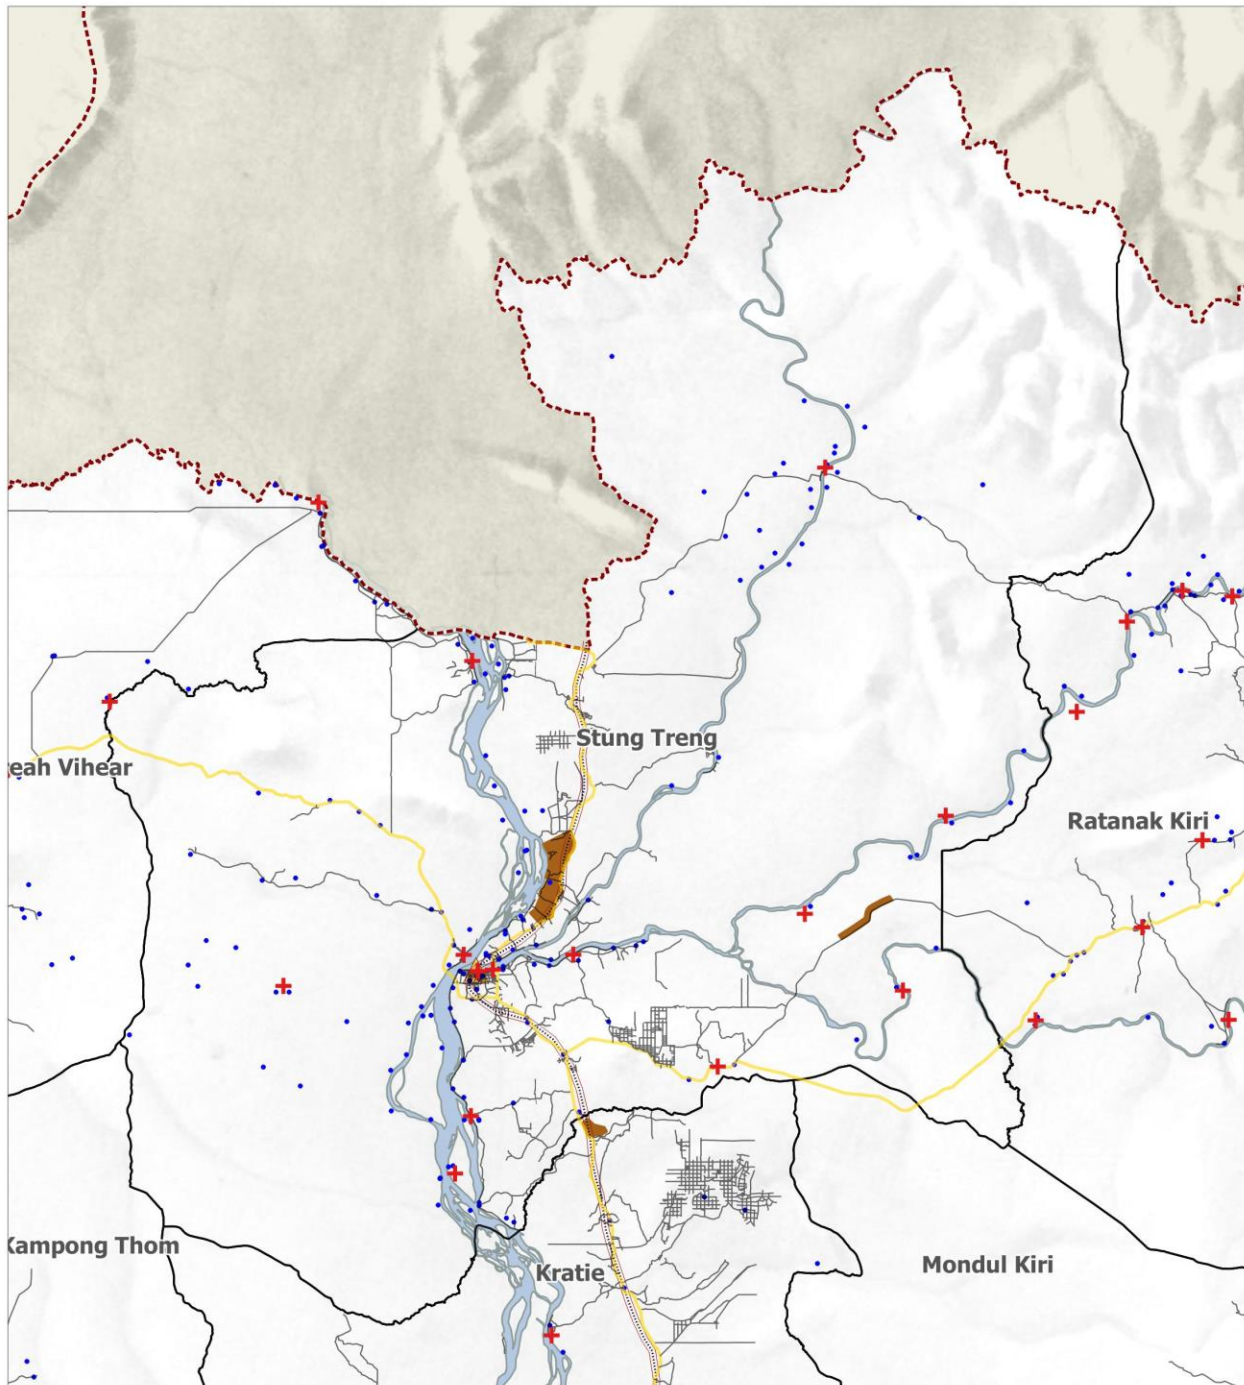 Stung Treng
eah Vihear
Ratanak Kiri
Kampong Thom
Kratie
Mondul Kiri